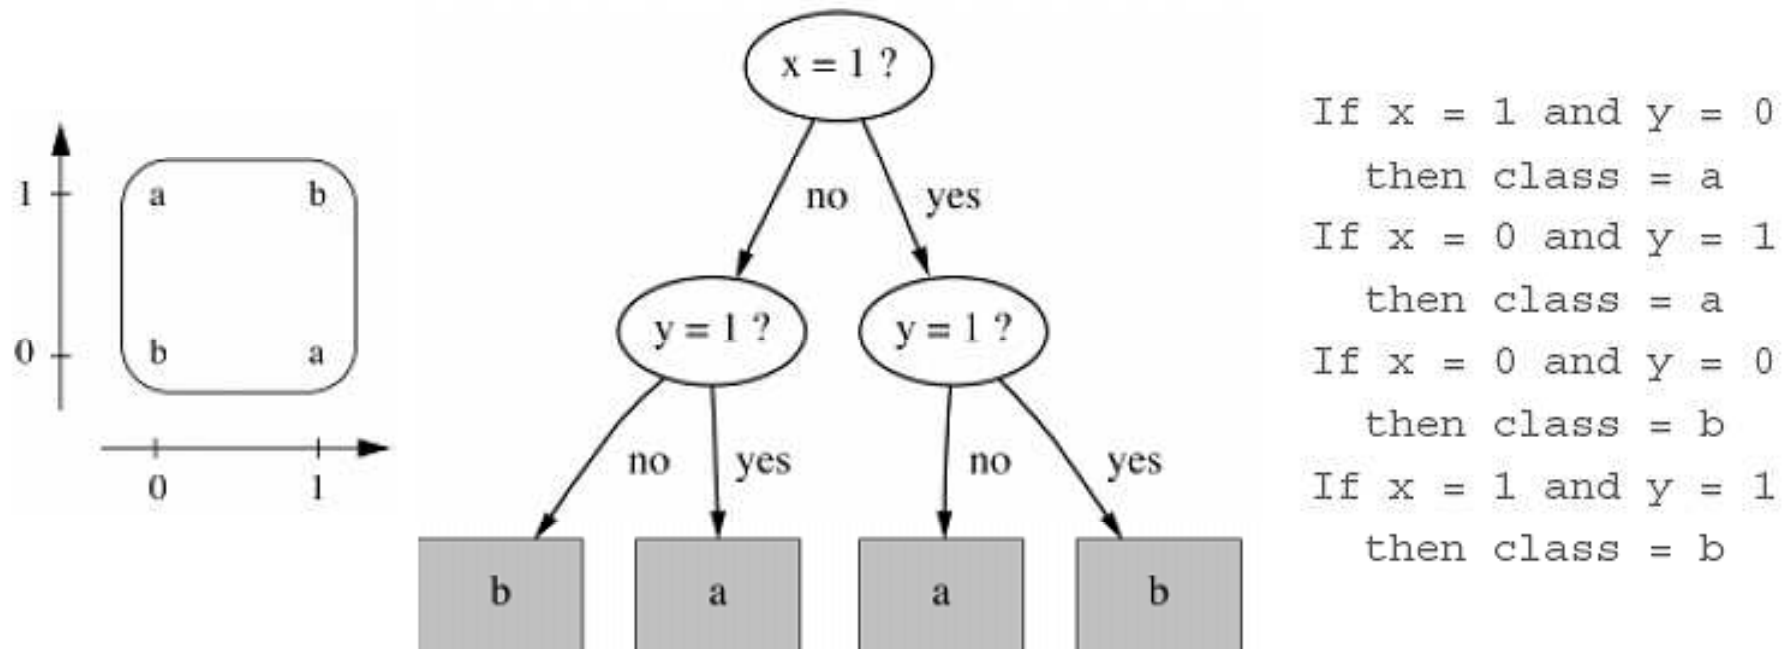 1
a b
0
b a
0 1
x = 1 ?
no yes
y = 1 ? y = 1 ?
no yes no yes
b a a b
If x = 1 and y = 0
then class = a
If x = 0 and y = 1
then class = a
If x = 0 and y = 0
then class = b
If x = 1 and y = 1
then class = b